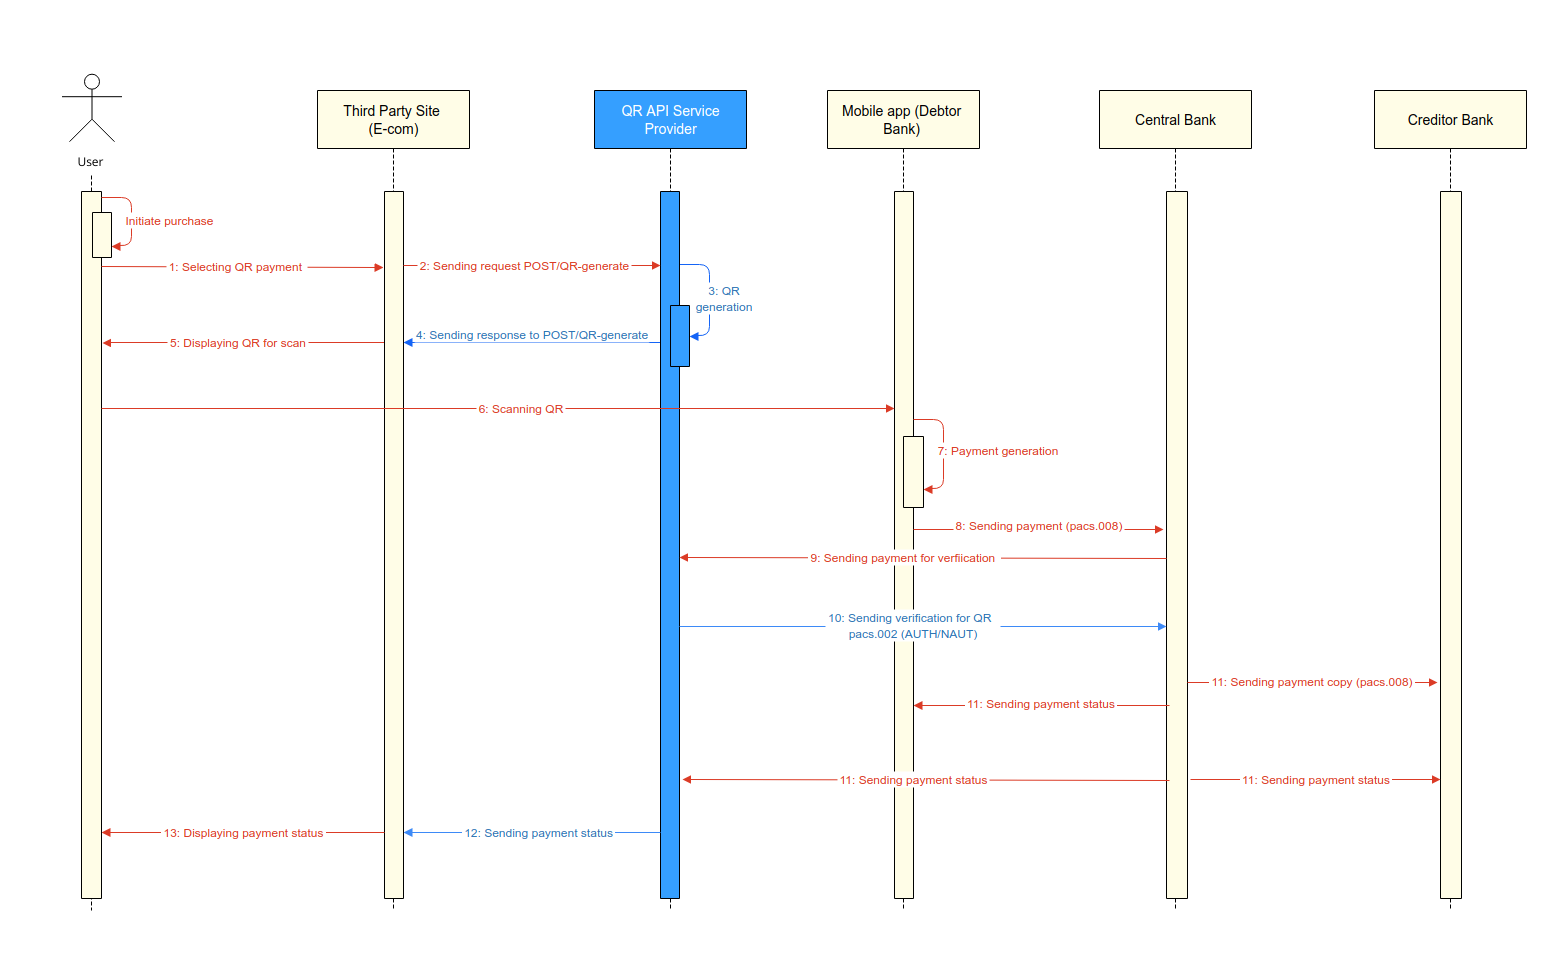 User
Third Party Site
(E-com)
QR API Service
Provider
Mobile app (Debtor
Bank)
Central Bank
Creditor Bank
Initiate purchase
1: Selecting QR payment
2: Sending request POST/QR-generate
3: QR
generation
4: Sending response to POST/QR-generate
5: Displaying QR for scan
6: Scanning QR
7: Payment generation
8: Sending payment (pacs.008)
9: Sending payment for verfiication
10: Sending verification for QR
pacs.002 (AUTH/NAUT)
11: Sending payment copy (pacs.008)
11: Sending payment status
11: Sending payment status
11: Sending payment status
13: Displaying payment status
12: Sending payment status